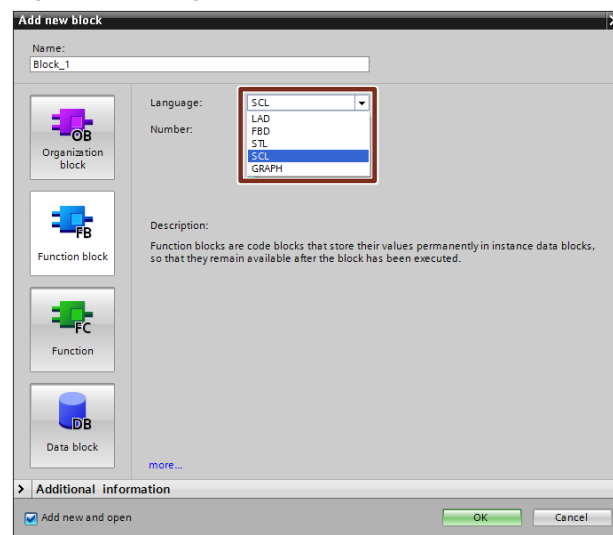 Add new block
Name:
Block_1
OB
Organization
block
FB
Function block
FC
Function
DB
Data block
Language:
SCL
LAD
FBD
STL
SCL
GRAPH
Number:
Description:
Function blocks are code blocks that store their values permanently in instance data blocks,
so that they remain available after the block has been executed.
more...
Additional information
Add new and open
OK
Cancel